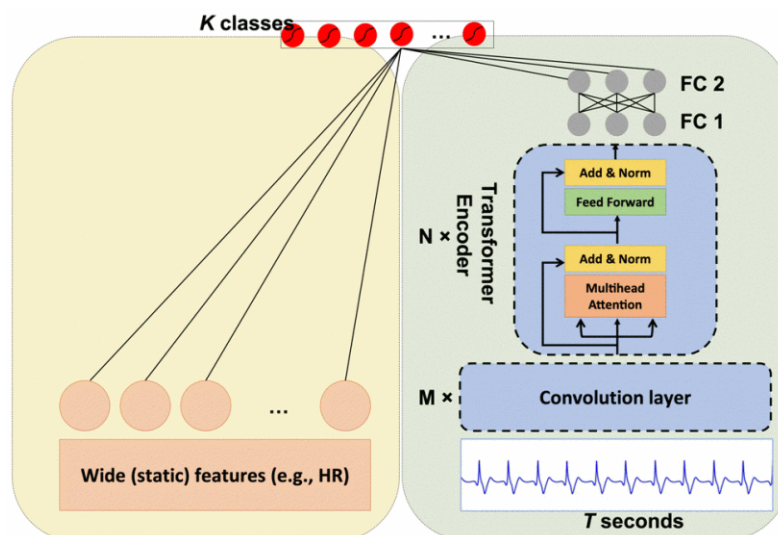 K classes
...
FC 2
FC 1
Add & Norm
Feed Forward
N ×
Transformer
Encoder
Add & Norm
Multihead
Attention
...
M ×
Convolution layer
Wide (static) features (e.g., HR)
T seconds